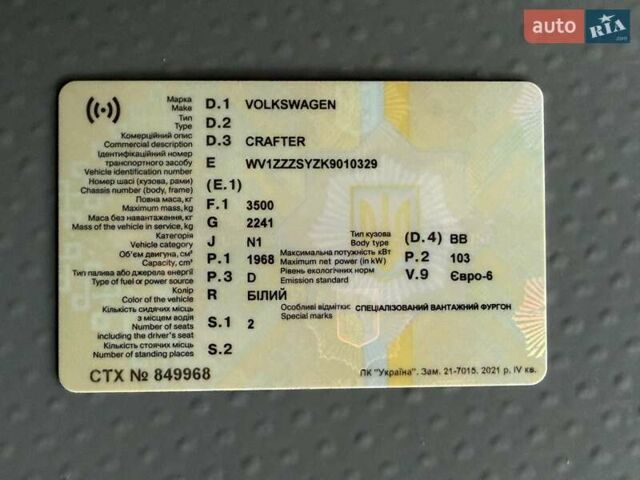 auto RIA.com
Марка
Make D.1 VOLKSWAGEN
Тип
Type D.2
Комерційний опис
Commercial description D.3 CRAFTER
Ідентифікаційний номер
транспортного засобу E WV1ZZZSYZK9010329
Vehicle identification number
Номер шасі (кузова, рами)
Chassis number (body, frame) (E.1)
Повна маса, кг
Maximum mass, kg F.1 3500
Маса без навантаження, кг
Mass of the vehicle in service, kg G 2241
Категорія
Vehicle category J N1
Тип кузова
Body type (D.4) BB
Об'єм двигуна, см³
Capacity, cm³ P.1 1968
Максимальна потужність кВт
Maximum net power (in kW) P.2 103
Тип палива або джерела енергії
Type of fuel or power source P.3 D
Рівень екологічних норм
Emission standard V.9 Євро-6
Колір
Color of the vehicle R БІЛИЙ
Особливі відмітки:
Special marks СПЕЦІАЛІЗОВАНИЙ ВАНТАЖНИЙ ФУРГОН
Кількість сидячих місць
з місцем водія
Number of seats S.1 2
including the driver's seat
Кількість стоячих місць
Number of standing places S.2
СТХ № 849968
ПК "Україна". Зам. 21-7015. 2021 р. IV кв.